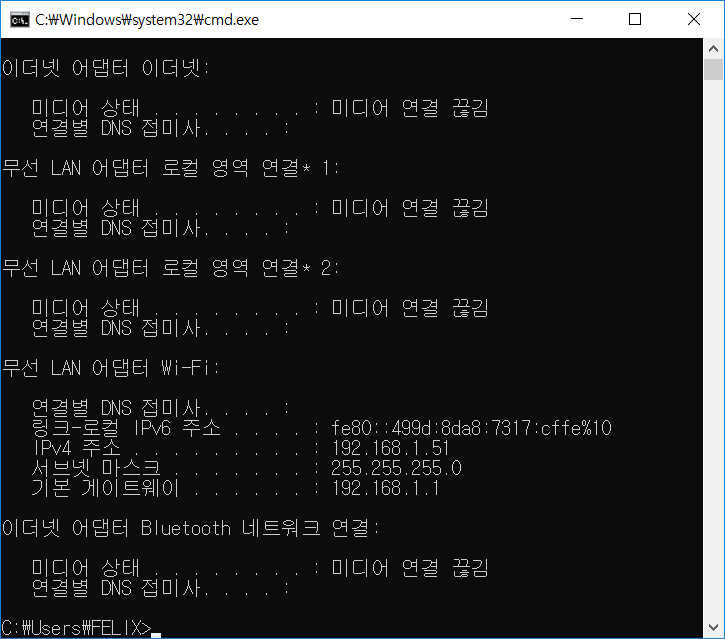 C:₩Windows₩system32₩cmd.exe
이더넷 어댑터 이더넷:
미디어 상태 . . . . . . . . : 미디어 연결 끊김
연결별 DNS 접미사. . . . :
무선 LAN 어댑터 로컬 영역 연결* 1:
미디어 상태 . . . . . . . . : 미디어 연결 끊김
연결별 DNS 접미사. . . . :
무선 LAN 어댑터 로컬 영역 연결* 2:
미디어 상태 . . . . . . . . : 미디어 연결 끊김
연결별 DNS 접미사. . . . :
무선 LAN 어댑터 Wi-Fi:
연결별 DNS 접미사. . . . :
링크-로컬 IPv6 주소 . . . . : fe80::499d:8da8:7317:cffe%10
IPv4 주소 . . . . . . . . . : 192.168.1.51
서브넷 마스크 . . . . . . . : 255.255.255.0
기본 게이트웨이 . . . . . . : 192.168.1.1
이더넷 어댑터 Bluetooth 네트워크 연결:
미디어 상태 . . . . . . . . : 미디어 연결 끊김
연결별 DNS 접미사. . . . :
C:₩Users₩FELIX>